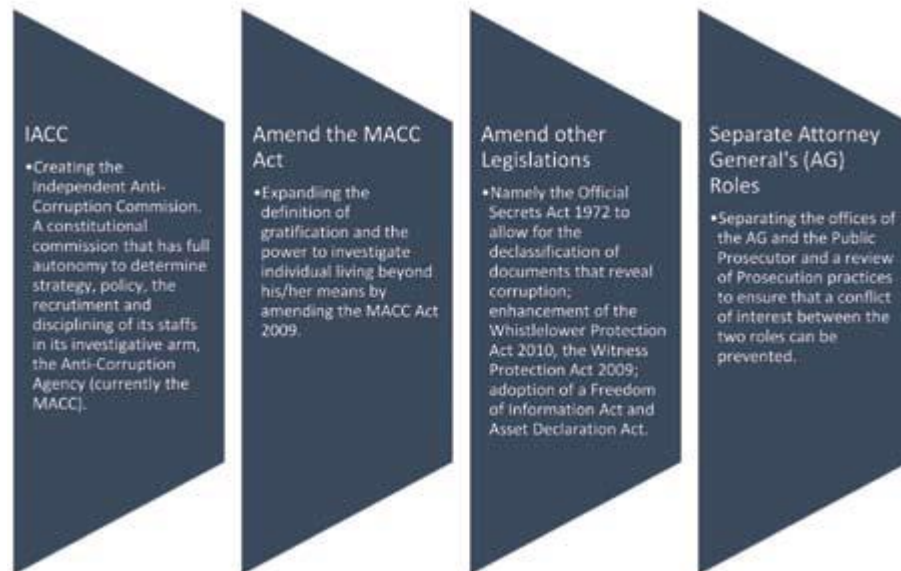 IACC
•Creating the
Independent Anti-
Corruption Commision.
A constitutional
commission that has full
autonomy to determine
strategy, policy, the
recrutiment and
disciplining of its staffs
in its investigative arm,
the Anti-Corruption
Agency (currently the
MACC).
Amend the MACC
Act
•Expandiing the
definition of
gratification and the
power to investigate
individual living beyond
his/her means by
amending the MACC Act
2009.
Amend other
Legislations
•Namely the Official
Secrets Act 1972 to
allow for the
declassification of
documents that reveal
corruption;
enhancement of the
Whistlelower Protection
Act 2010, the Witness
Protection Act 2009;
adoption of a Freedom
of Information Act and
Asset Declaration Act.
Separate Attorney
General's (AG)
Roles
•Separating the offices of
the AG and the Public
Prosecutor and a review
of Prosecution practices
to ensure that a conflict
of interest between the
two roles can be
prevented.